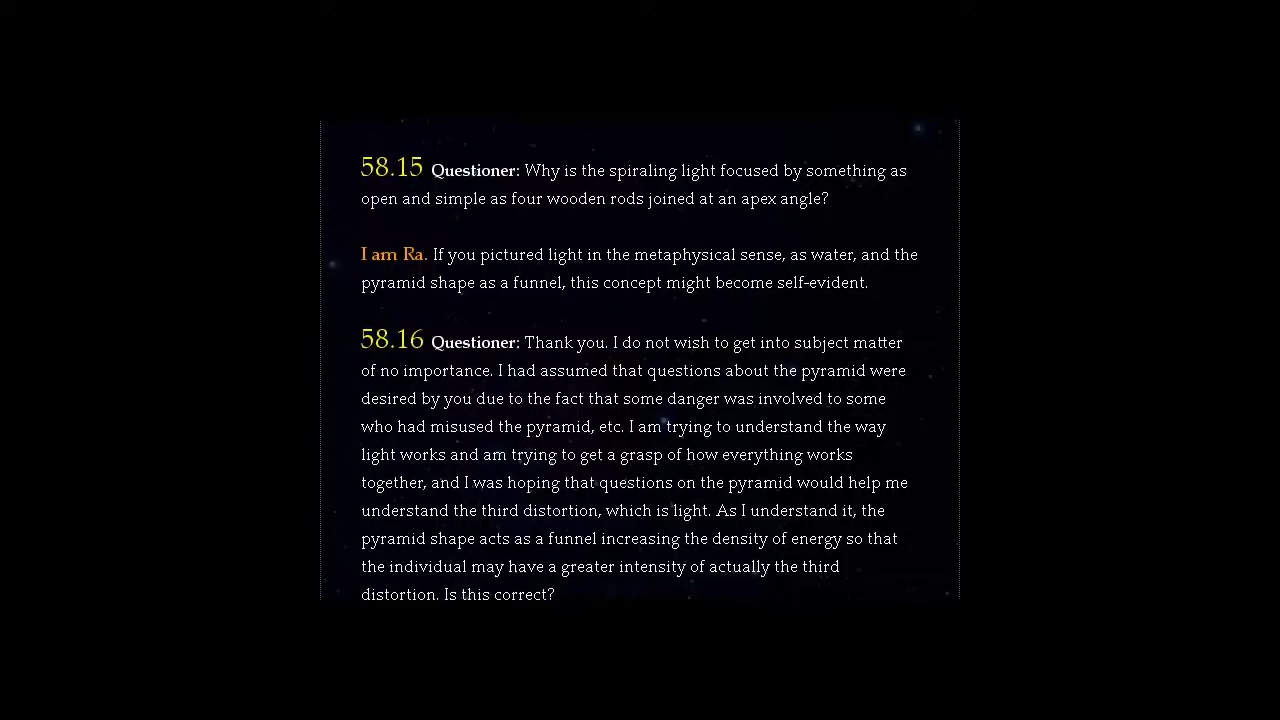 58.15 Questioner: Why is the spiraling light focused by something as
open and simple as four wooden rods joined at an apex angle?
I am Ra. If you pictured light in the metaphysical sense, as water, and the
pyramid shape as a funnel, this concept might become self-evident.
58.16 Questioner: Thank you. I do not wish to get into subject matter
of no importance. I had assumed that questions about the pyramid were
desired by you due to the fact that some danger was involved to some
who had misused the pyramid, etc. I am trying to understand the way
light works and am trying to get a grasp of how everything works
together, and I was hoping that questions on the pyramid would help me
understand the third distortion, which is light. As I understand it, the
pyramid shape acts as a funnel increasing the density of energy so that
the individual may have a greater intensity of actually the third
distortion. Is this correct?